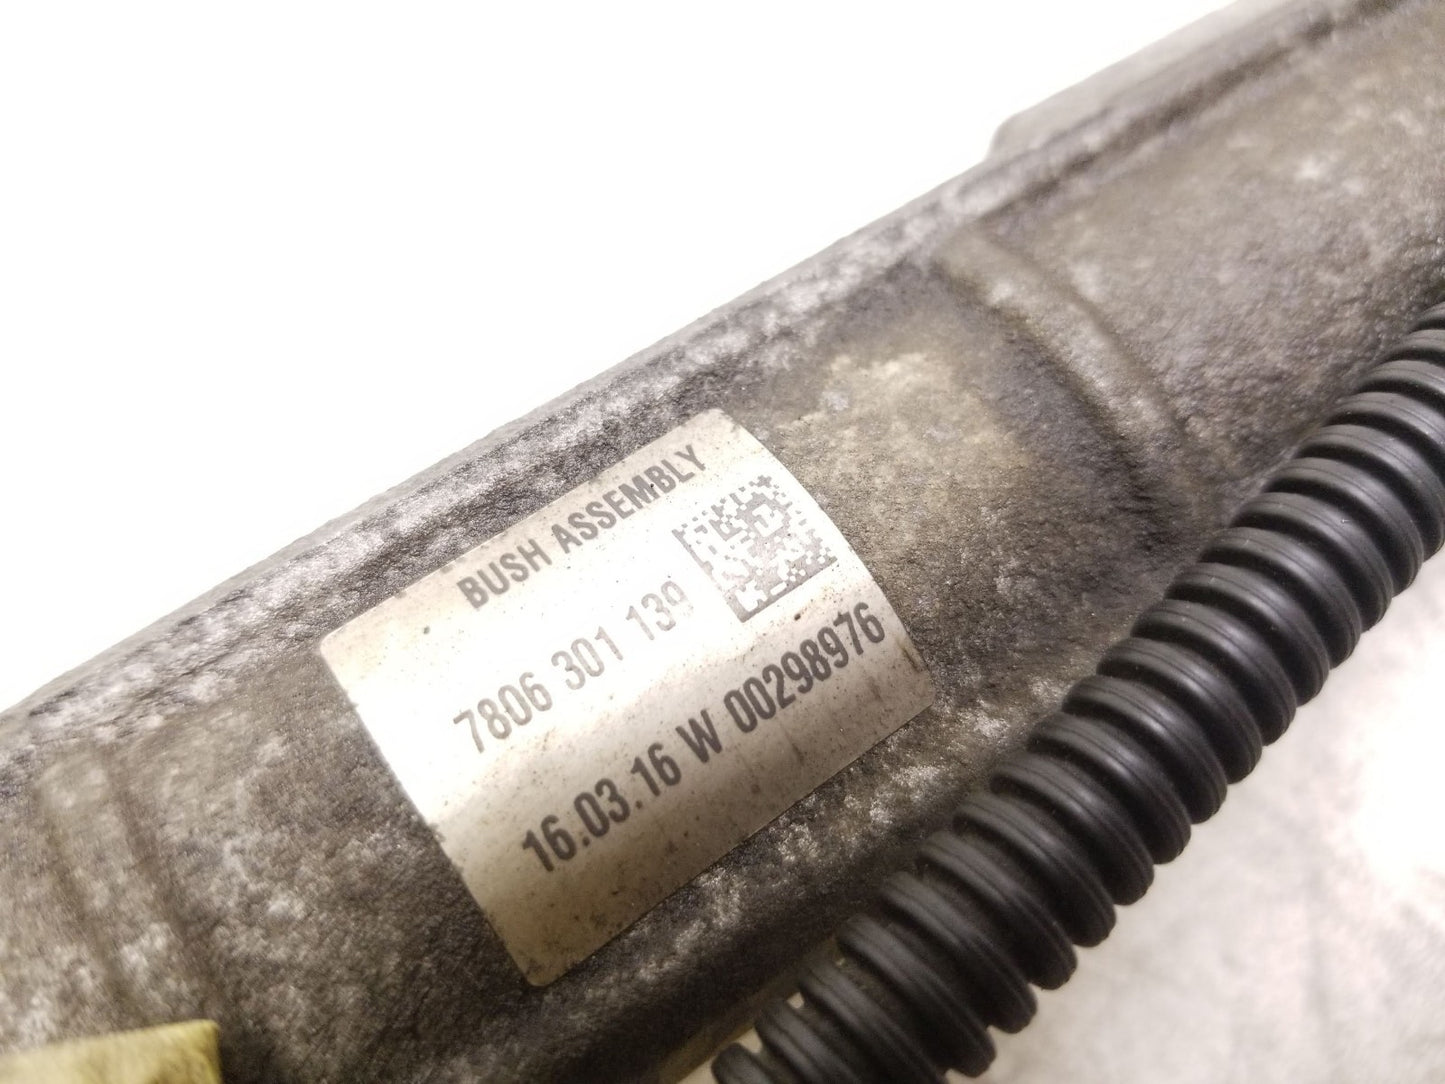 BUSH ASSEMBLY
7806 301 139
16.03.16 W 00298976